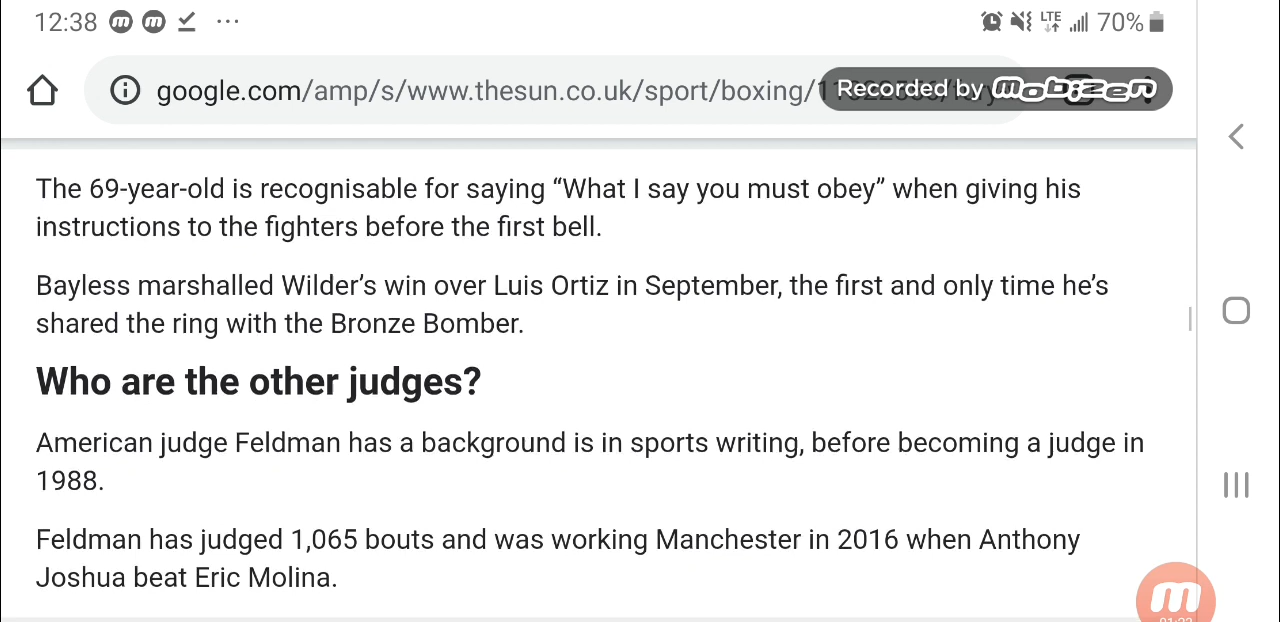 12:38
LTE 70%
google.com/amp/s/www.thesun.co.uk/sport/boxing/
Recorded by mobizen
The 69-year-old is recognisable for saying “What I say you must obey” when giving his
instructions to the fighters before the first bell.
Bayless marshalled Wilder’s win over Luis Ortiz in September, the first and only time he’s
shared the ring with the Bronze Bomber.
Who are the other judges?
American judge Feldman has a background is in sports writing, before becoming a judge in
1988.
Feldman has judged 1,065 bouts and was working Manchester in 2016 when Anthony
Joshua beat Eric Molina.
m